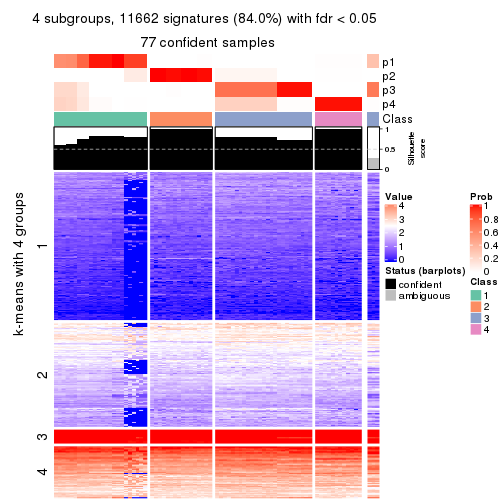 4 subgroups, 11662 signatures (84.0%) with fdr < 0.05
77 confident samples
p1
p2
p3
p4
Class
1
0.5
0
Silhouette
score
k-means with 4 groups
1
2
3
4
Value
4
3
2
1
0
Status (barplots)
confident
ambiguous
Prob
1
0.8
0.6
0.4
0.2
0
Class
1
2
3
4